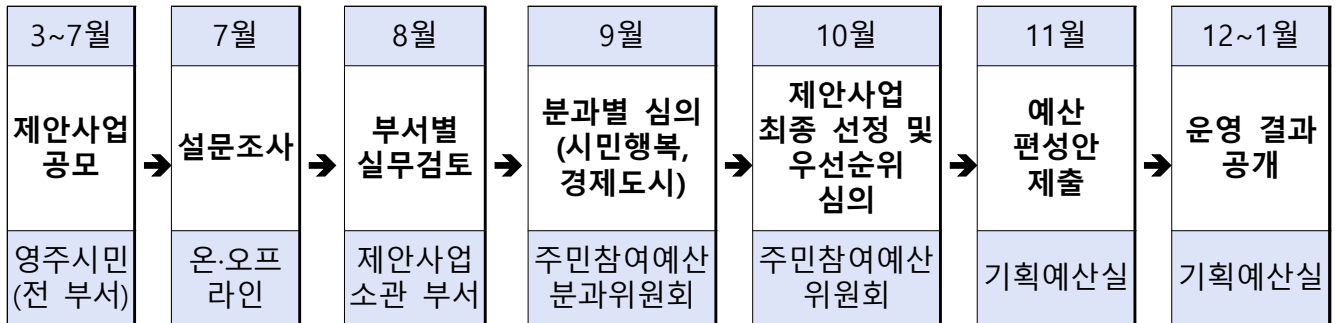 3~7월
제안사업
공모
영주시민
(전 부서)
7월
설문조사
온·오프
라인
8월
부서별
실무검토
제안사업
소관 부서
9월
분과별 심의
(시민행복,
경제도시)
주민참여예산
분과위원회
10월
제안사업
최종 선정 및
우선순위
심의
주민참여예산
위원회
11월
예산
편성안
제출
기획예산실
12~1월
운영 결과
공개
기획예산실